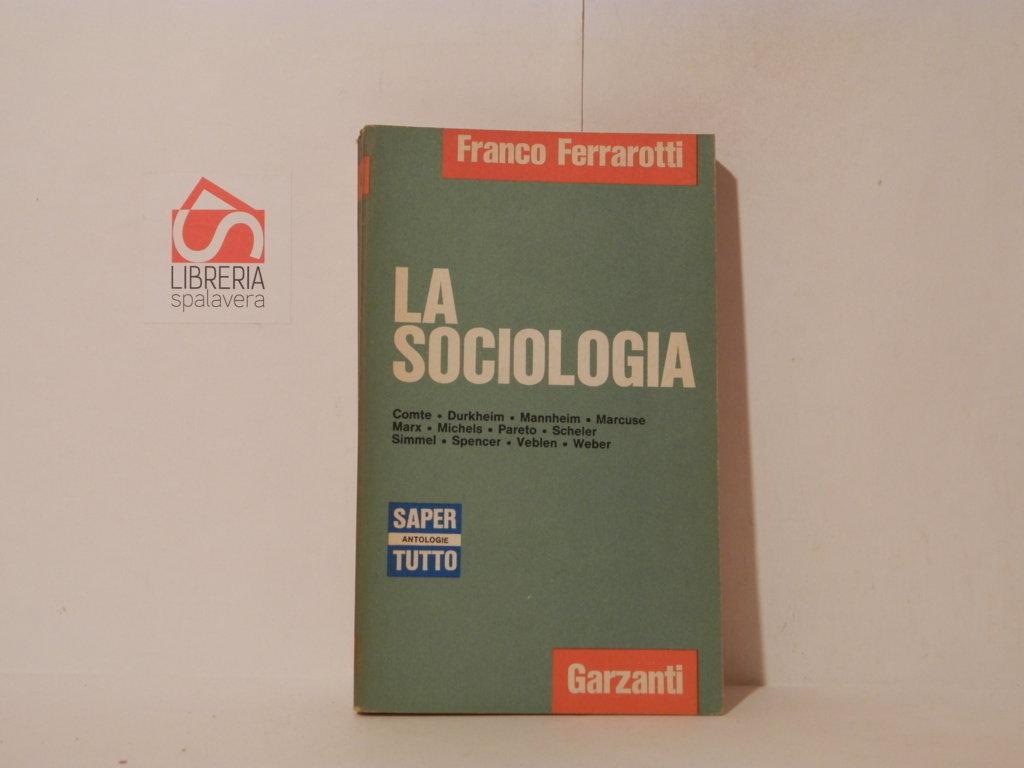 LIBRERIA
spalavera
Franco Ferrarotti
LA
SOCIOLOGIA
Comte • Durkheim • Mannheim • Marcuse
Marx • Michels • Pareto • Scheler
Simmel • Spencer • Veblen • Weber
SAPER
ANTOLOGIE
TUTTO
Garzanti